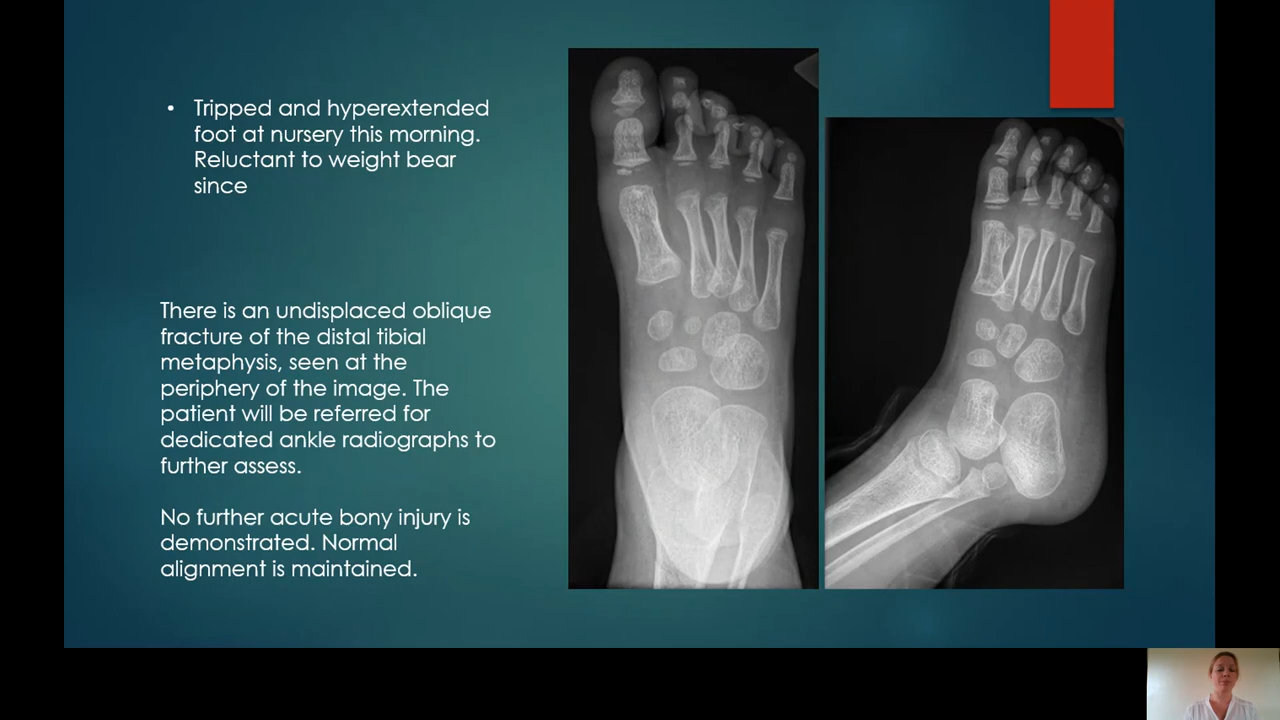 • Tripped and hyperextended
foot at nursery this morning.
Reluctant to weight bear
since
There is an undisplaced oblique
fracture of the distal tibial
metaphysis, seen at the
periphery of the image. The
patient will be referred for
dedicated ankle radiographs to
further assess.
No further acute bony injury is
demonstrated. Normal
alignment is maintained.